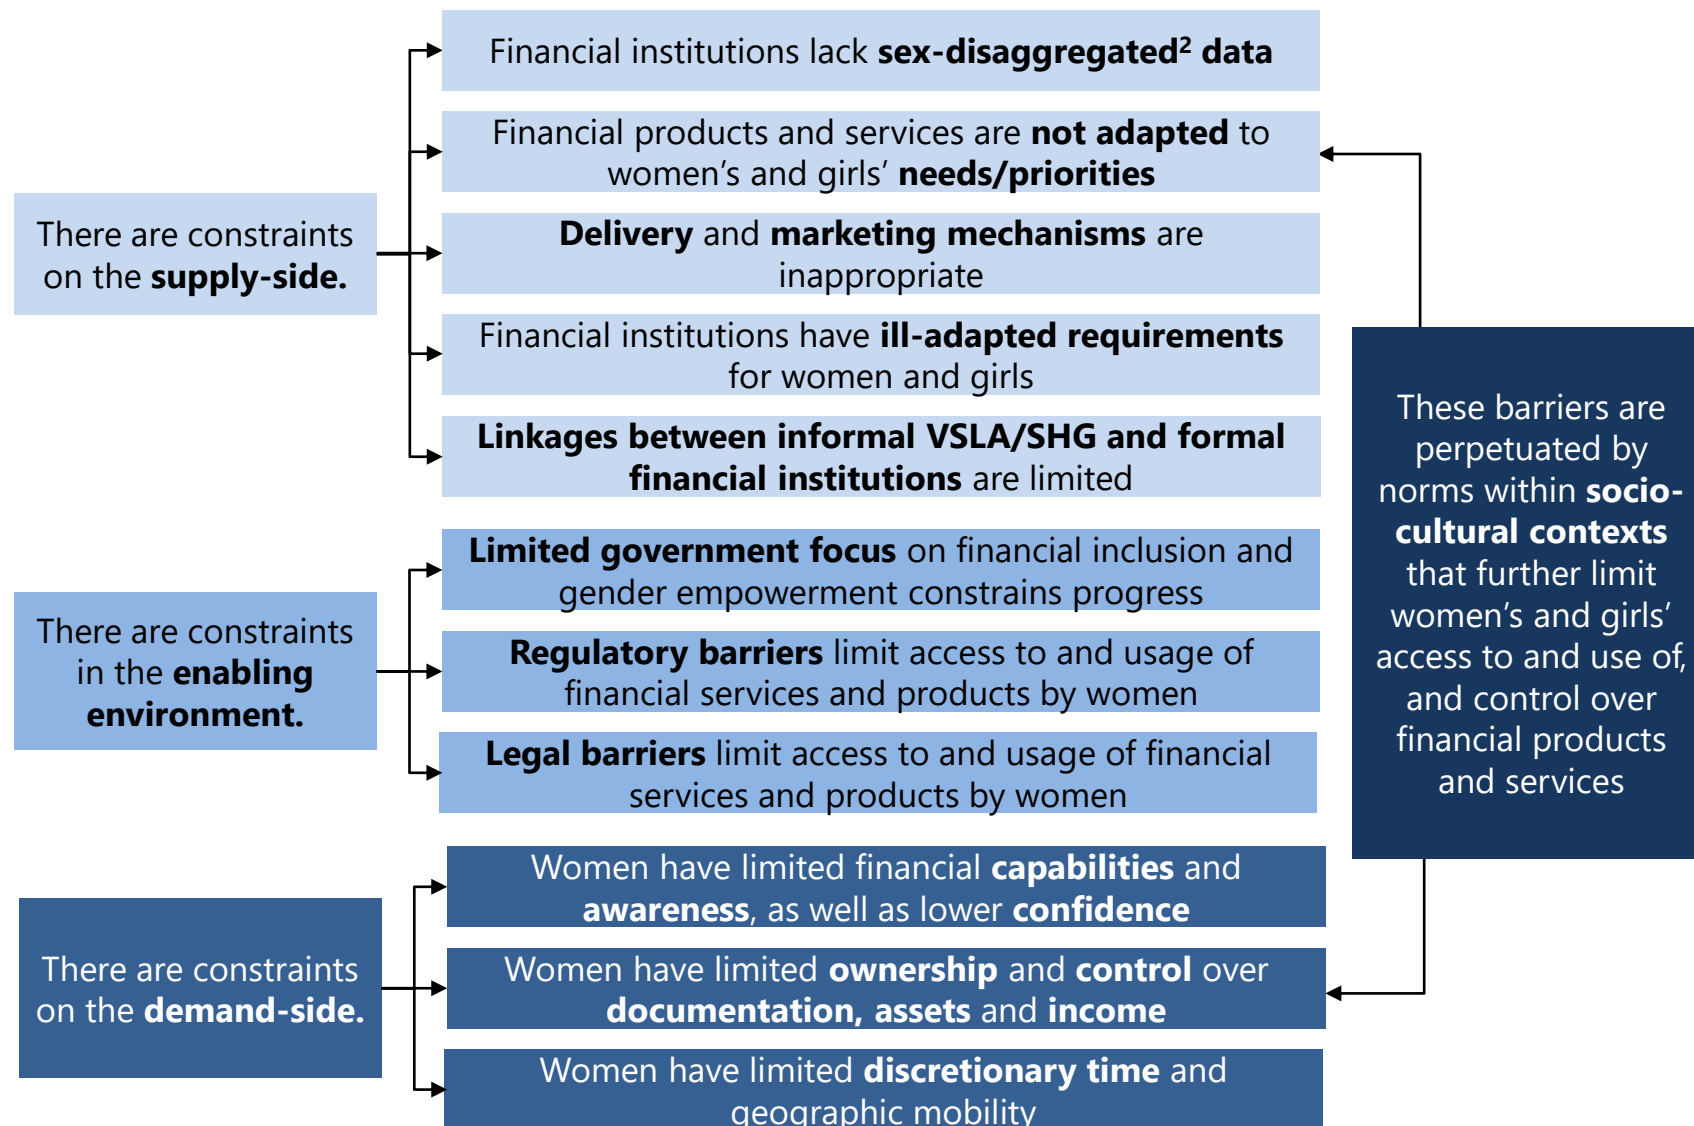 Financial institutions lack sex-disaggregated² data
Financial products and services are not adapted to
women’s and girls’ needs/priorities
There are constraints
on the supply-side.
Delivery and marketing mechanisms are
inappropriate
Financial institutions have ill-adapted requirements
for women and girls
Linkages between informal VSLA/SHG and formal
financial institutions are limited
Limited government focus on financial inclusion and
gender empowerment constrains progress
There are constraints
in the enabling
environment.
Regulatory barriers limit access to and usage of
financial services and products by women
Legal barriers limit access to and usage of financial
services and products by women
Women have limited financial capabilities and
awareness, as well as lower confidence
There are constraints
on the demand-side.
Women have limited ownership and control over
documentation, assets and income
Women have limited discretionary time and
geographic mobility
These barriers are
perpetuated by
norms within socio-
cultural contexts
that further limit
women’s and girls’
access to and use of,
and control over
financial products
and services